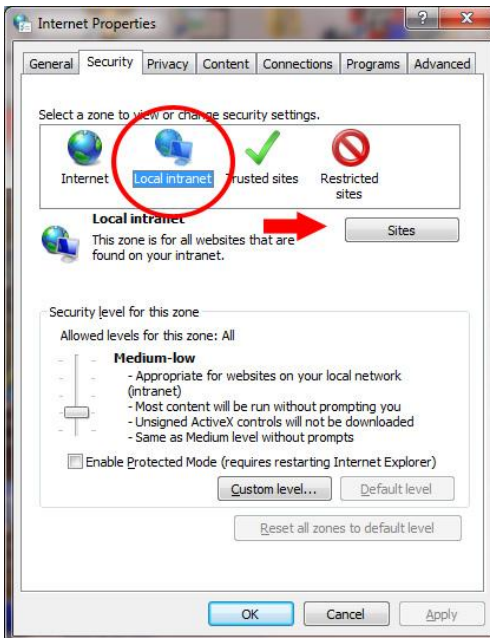 Internet Properties
General Security Privacy Content Connections Programs Advanced
Select a zone to view or change security settings.
Internet Local intranet Trusted sites Restricted
sites
Local intranet
Sites
This zone is for all websites that are
found on your intranet.
Security level for this zone
Allowed levels for this zone: All
Medium-low
- Appropriate for websites on your local network
(intranet)
- Most content will be run without prompting you
- Unsigned ActiveX controls will not be downloaded
- Same as Medium level without prompts
Enable Protected Mode (requires restarting Internet Explorer)
Custom level... Default level
Reset all zones to default level
OK Cancel Apply